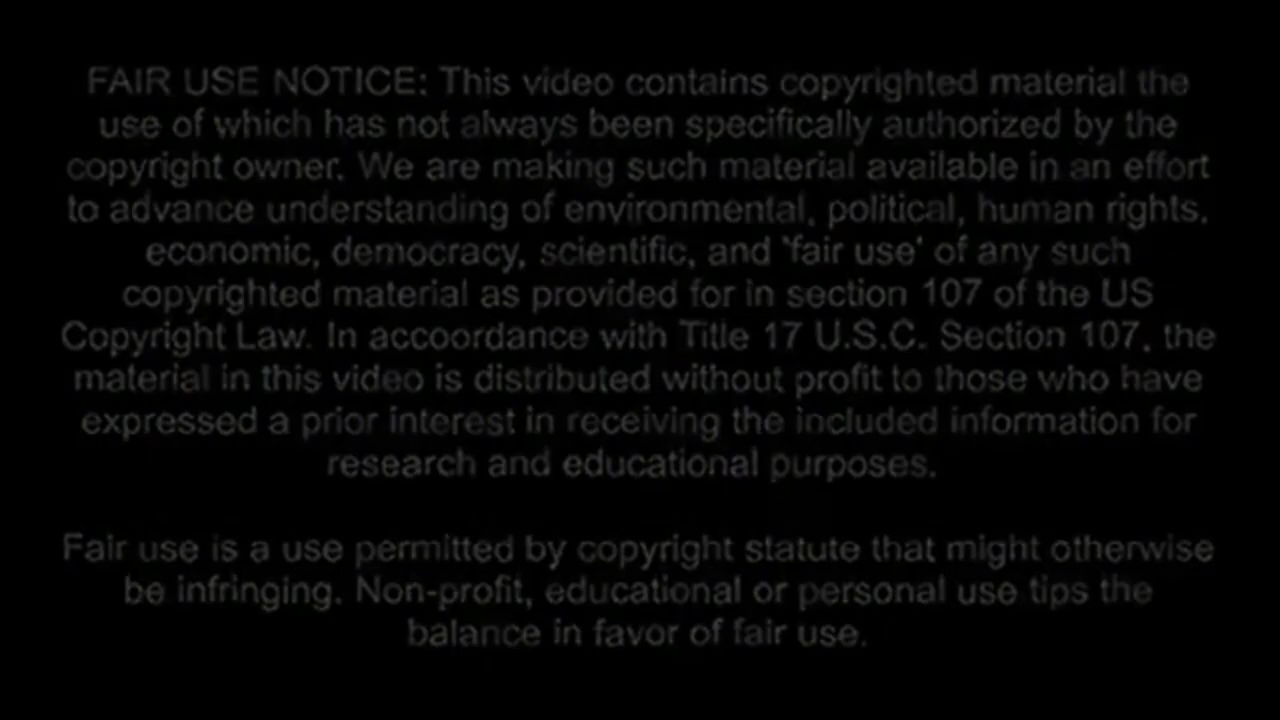 FAIR USE NOTICE: This video contains copyrighted material the
use of which has not always been specifically authorized by the
copyright owner. We are making such material available in an effort
to advance understanding of environmental, political, human rights,
economic, democracy, scientific, and 'fair use' of any such
copyrighted material as provided for in section 107 of the US
Copyright Law. In accoordance with Title 17 U.S.C. Section 107, the
material in this video is distributed without profit to those who have
expressed a prior interest in receiving the included information for
research and educational purposes.
Fair use is a use permitted by copyright statute that might otherwise
be infringing. Non-profit, educational or personal use tips the
balance in favor of fair use.